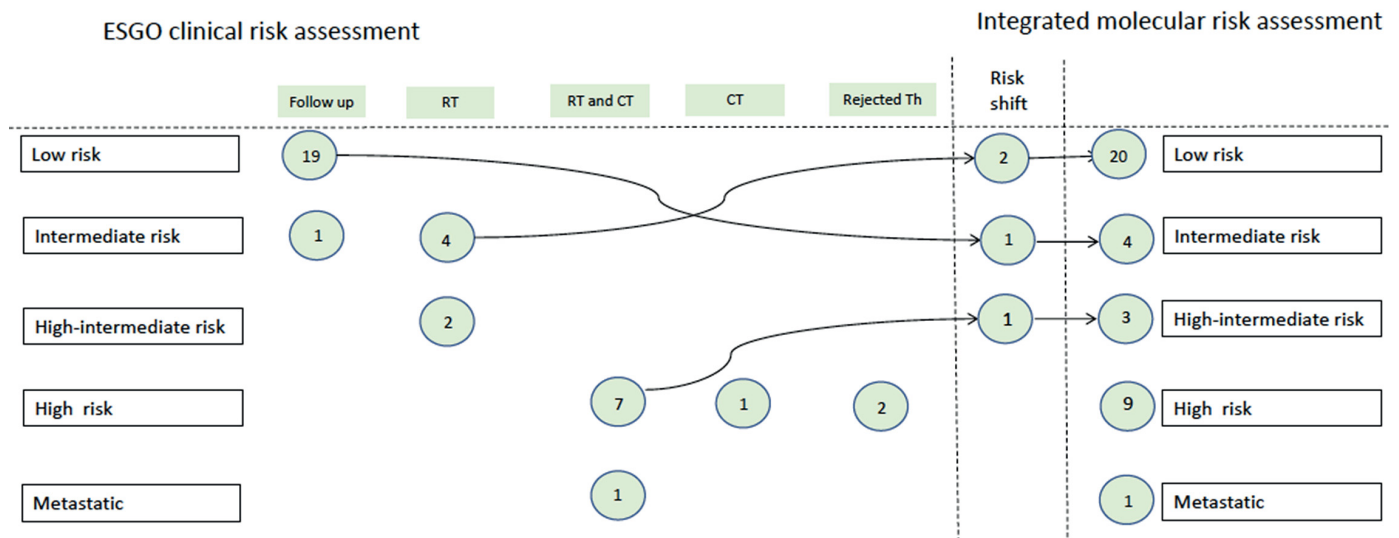 ESGO clinical risk assessment
Integrated molecular risk assessment
Follow up
RT
RT and CT
CT
Rejected Th
Risk
shift
Low risk
19
2
20
Low risk
Intermediate risk
1
4
1
4
Intermediate risk
High-intermediate risk
2
1
3
High-intermediate risk
High risk
7
1
2
9
High risk
Metastatic
1
1
Metastatic